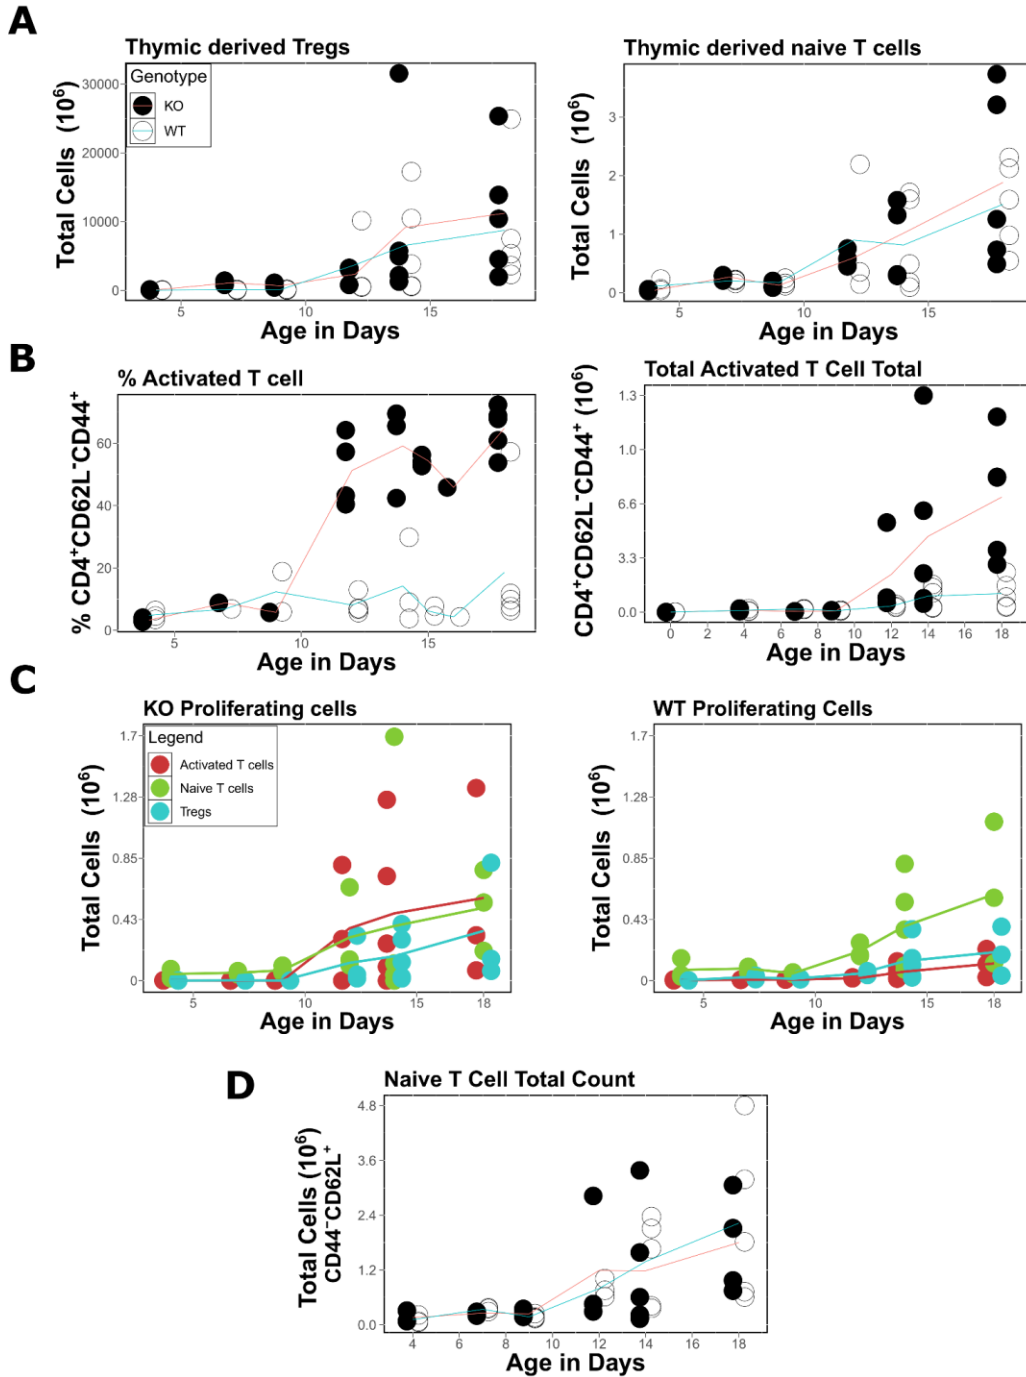 A
Thymic derived Tregs
Total Cells (10⁶)
30000
20000
10000
0
Genotype
KO
WT
5
10
15
Age in Days
Thymic derived naive T cells
Total Cells (10⁶)
3
2
1
0
5
10
15
Age in Days
B
% Activated T cell
% CD4⁺CD62L⁻CD44⁺
60
40
20
0
5
10
15
Age in Days
Total Activated T Cell Total
CD4⁺CD62L⁻CD44⁺ (10⁶)
1.3
1.0
6.6
3.3
0.0
0 2 4 6 8 10 12 14 16 18
Age in Days
C
KO Proliferating cells
Total Cells (10⁶)
1.7
1.28
0.85
0.43
0
Legend
Activated T cells
Naive T cells
Tregs
5
10
15
18
Age in Days
WT Proliferating Cells
Total Cells (10⁶)
1.7
1.28
0.85
0.43
0
5
10
15
18
Age in Days
D
Naive T Cell Total Count
Total Cells (10⁶)
CD44⁻CD62L⁺
4.8
3.6
2.4
1.2
0.0
4 6 8 10 12 14 16 18
Age in Days